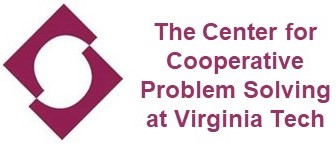 The Center for
Cooperative
Problem Solving
at Virginia Tech